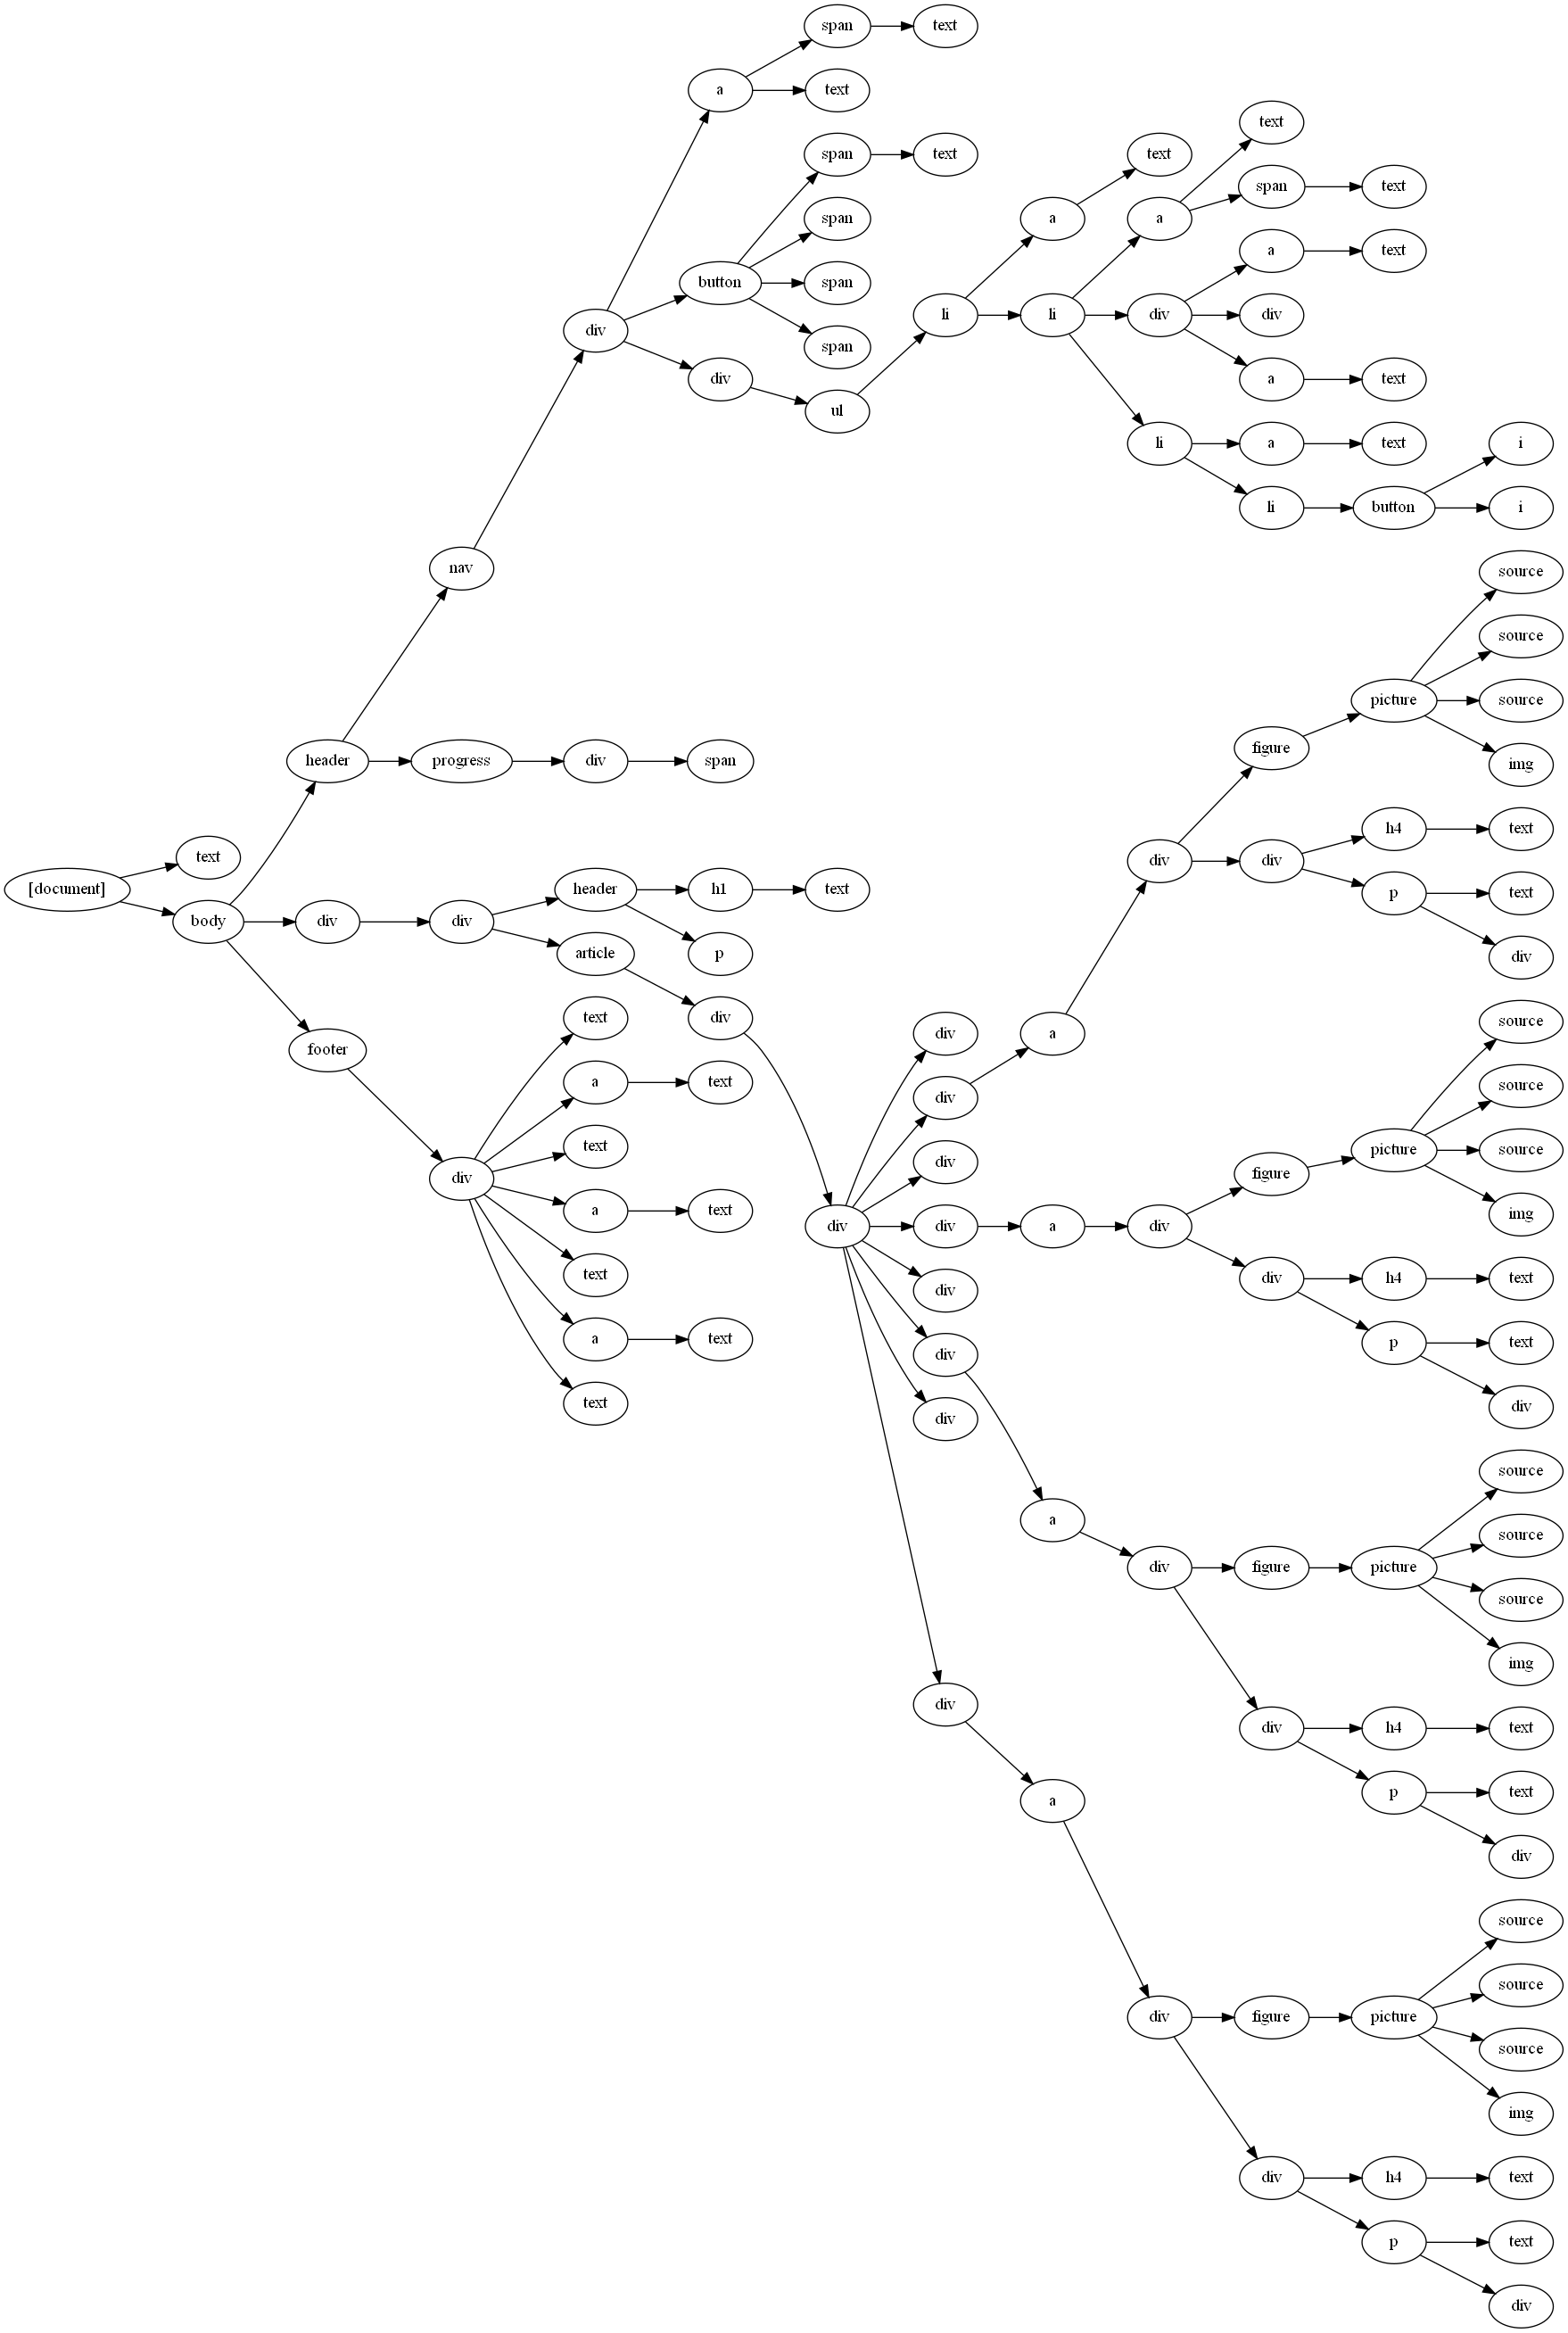 span text
a text
text
span text text
span text
span a a
a text
button span
li li div div
div
span
div a text
ul
li a text i
li button i
nav
source
source
picture source
figure
header progress div span
img
h4 text
text
div div
[document] header h1 text
p text
body div div
article p
div
text div
source
div a
footer
a text
source
div
text
picture source
div
figure
div
a text
img
div div a div
text
div h4 text
div
a text
p text
div
text
div
div
source
a
source
div figure picture
source
img
div
div h4 text
p text
a
div
source
source
div figure picture
source
img
div h4 text
p text
div